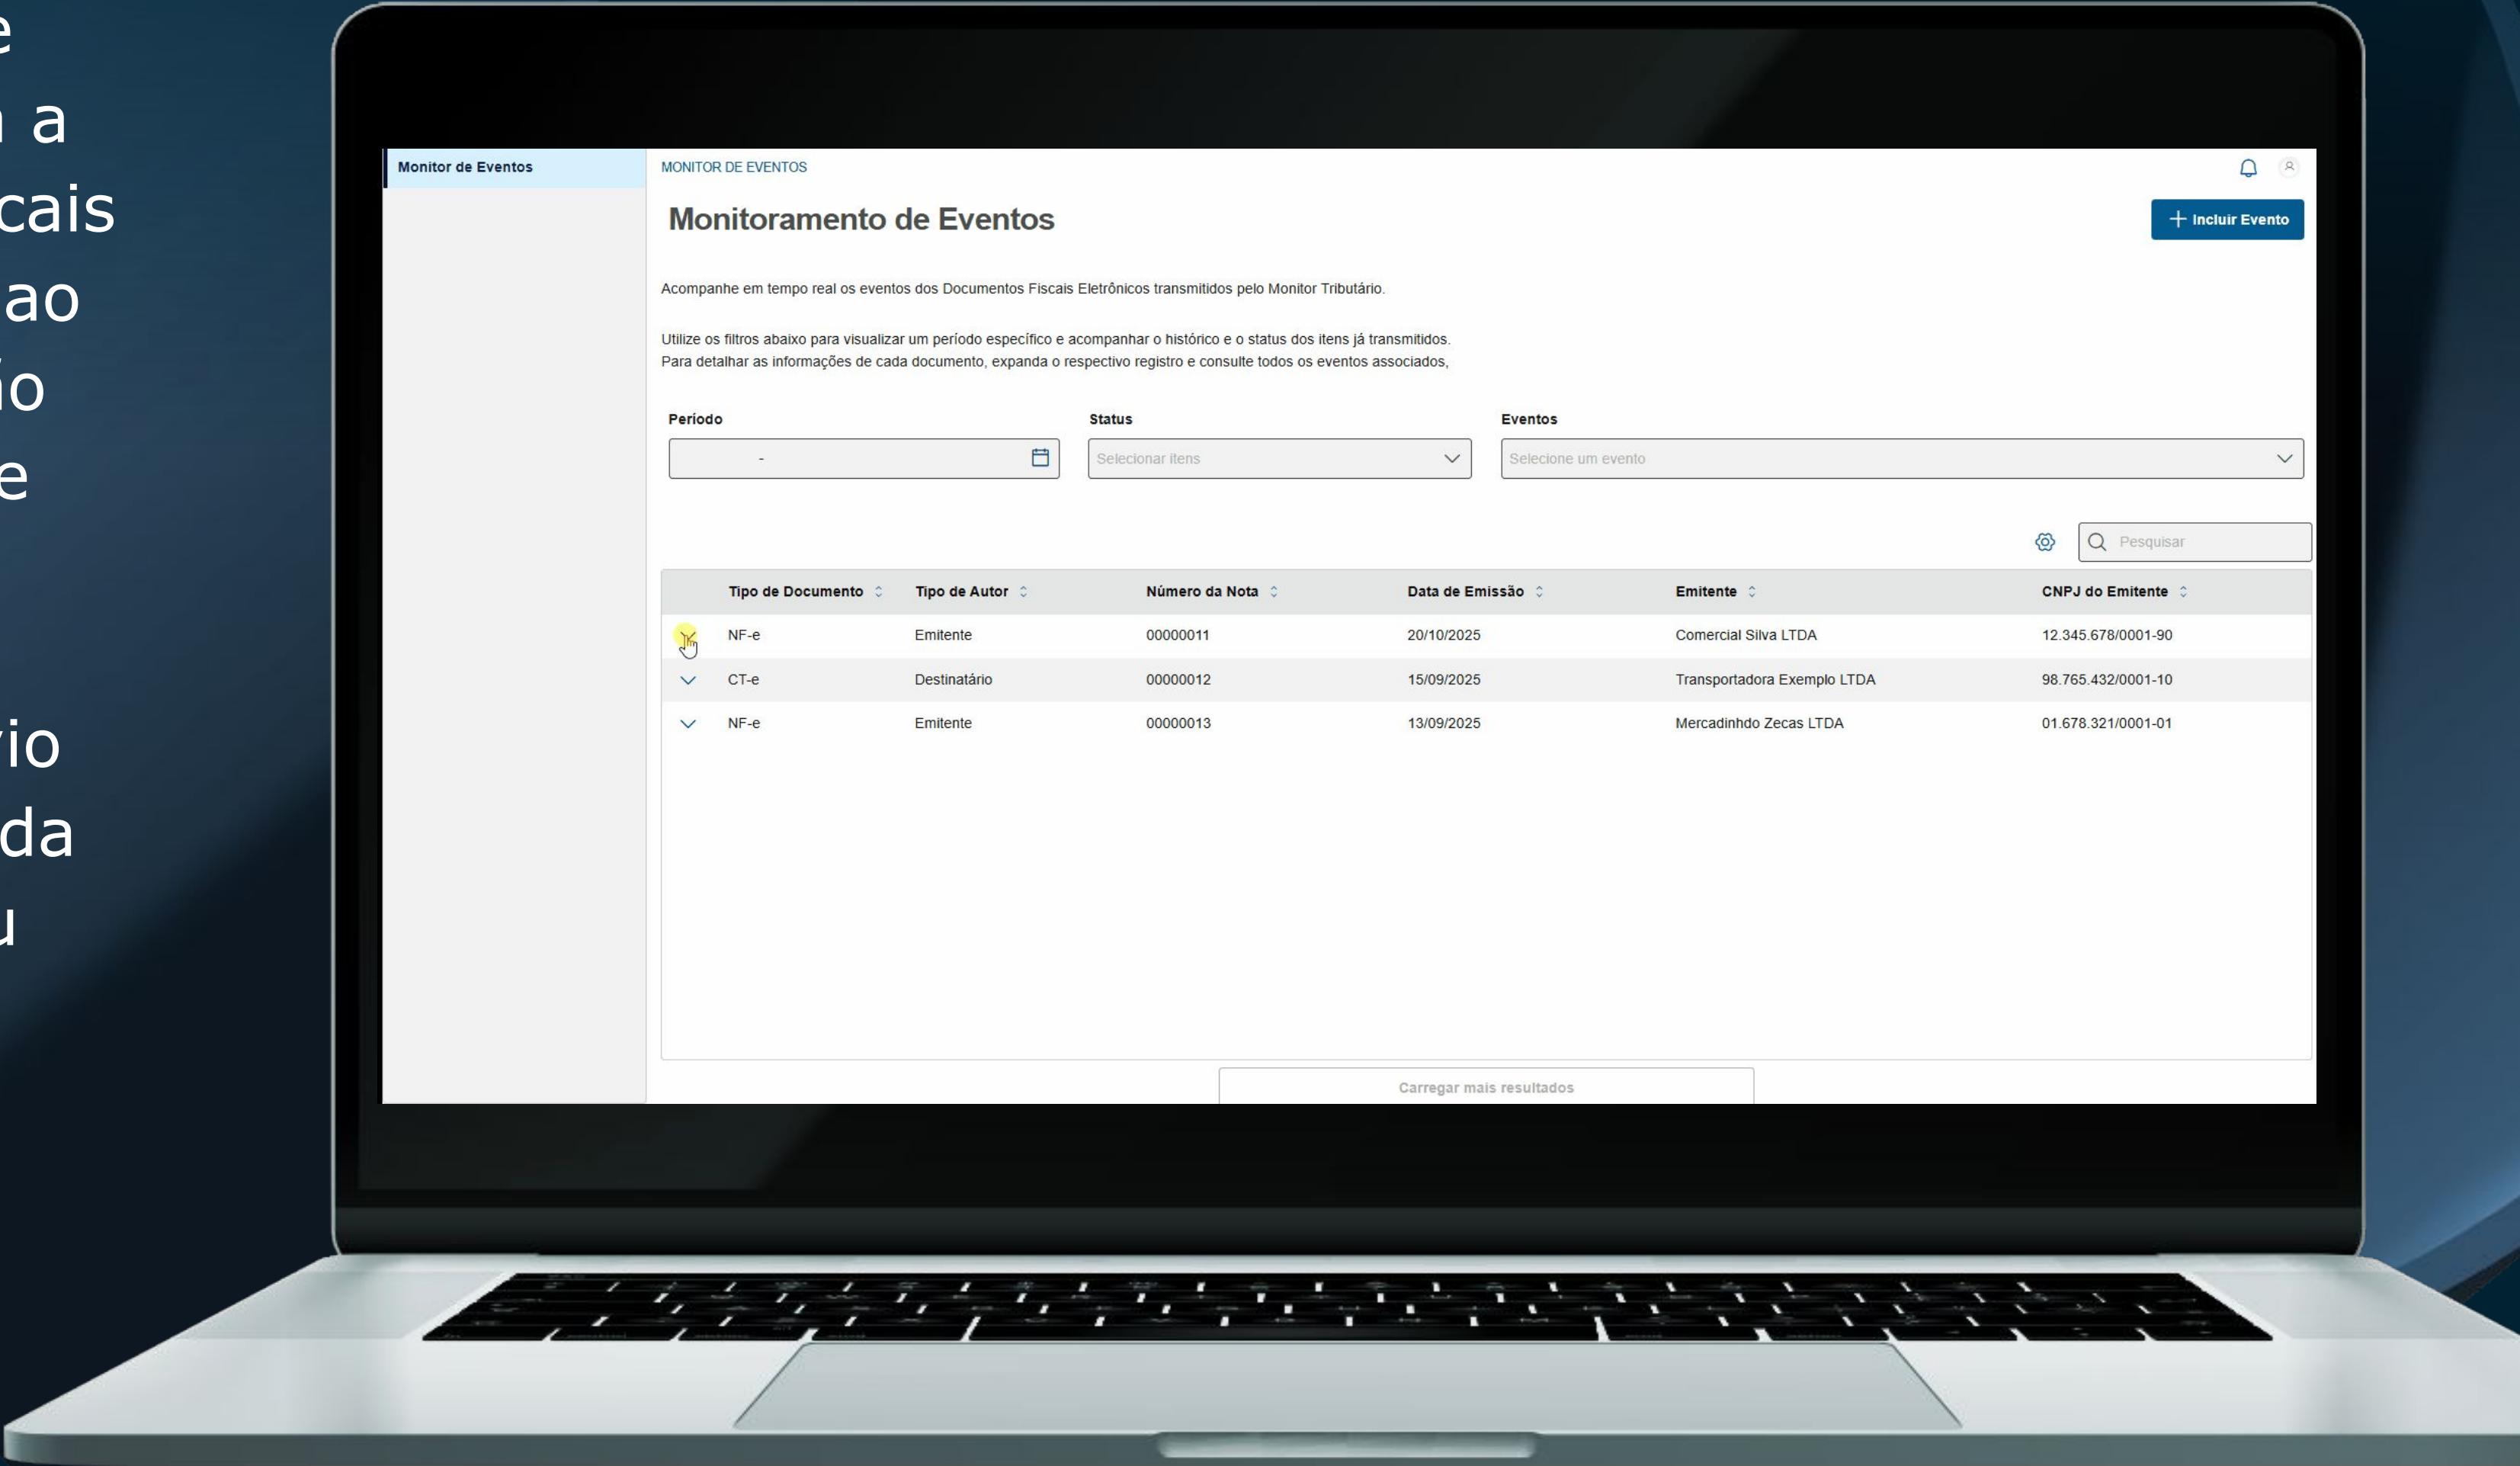 e
a
cais
ao
ão
e
io
da
u
Monitor de Eventos
MONITOR DE EVENTOS
Monitoramento de Eventos
Incluir Evento
Acompanhe em tempo real os eventos dos Documentos Fiscais Eletrônicos transmitidos pelo Monitor Tributário.
Utilize os filtros abaixo para visualizar um período específico e acompanhar o histórico e o status dos itens já transmitidos.
Para detalhar as informações de cada documento, expanda o respectivo registro e consulte todos os eventos associados,
Período Status Eventos
- Selecionar itens Selecione um evento
Pesquisar
Tipo de Documento Tipo de Autor Número da Nota Data de Emissão Emitente CNPJ do Emitente
NF-e Emitente 00000011 20/10/2025 Comercial Silva LTDA 12.345.678/0001-90
CT-e Destinatário 00000012 15/09/2025 Transportadora Exemplo LTDA 98.765.432/0001-10
NF-e Emitente 00000013 13/09/2025 Mercadinhdo Zecas LTDA 01.678.321/0001-01
Carregar mais resultados